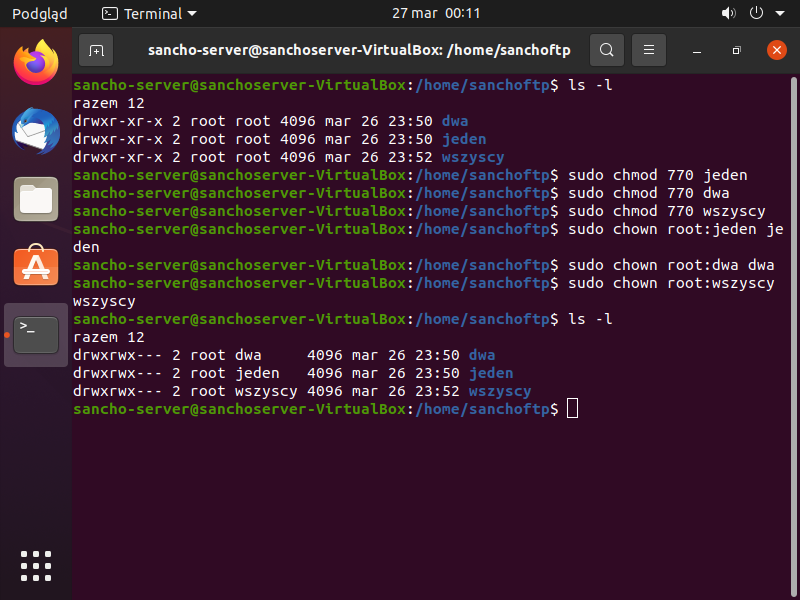 Podgląd
Terminal
27 mar 00:11
sancho-server@sanchoserver-VirtualBox: /home/sanchoftp
sancho-server@sanchoserver-VirtualBox:/home/sanchoftp$ ls -l
razem 12
drwxr-xr-x 2 root root 4096 mar 26 23:50 dwa
drwxr-xr-x 2 root root 4096 mar 26 23:50 jeden
drwxr-xr-x 2 root root 4096 mar 26 23:52 wszyscy
sancho-server@sanchoserver-VirtualBox:/home/sanchoftp$ sudo chmod 770 jeden
sancho-server@sanchoserver-VirtualBox:/home/sanchoftp$ sudo chmod 770 dwa
sancho-server@sanchoserver-VirtualBox:/home/sanchoftp$ sudo chmod 770 wszyscy
sancho-server@sanchoserver-VirtualBox:/home/sanchoftp$ sudo chown root:jeden je
den
sancho-server@sanchoserver-VirtualBox:/home/sanchoftp$ sudo chown root:dwa dwa
sancho-server@sanchoserver-VirtualBox:/home/sanchoftp$ sudo chown root:wszyscy
wszyscy
sancho-server@sanchoserver-VirtualBox:/home/sanchoftp$ ls -l
razem 12
drwxrwx--- 2 root dwa     4096 mar 26 23:50 dwa
drwxrwx--- 2 root jeden   4096 mar 26 23:50 jeden
drwxrwx--- 2 root wszyscy 4096 mar 26 23:52 wszyscy
sancho-server@sanchoserver-VirtualBox:/home/sanchoftp$